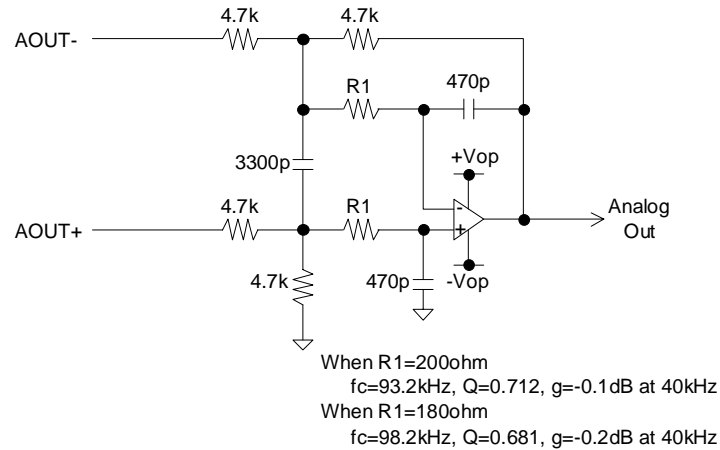 4.7k
4.7k
AOUT-
R1
470p
3300p
+Vop
4.7k
R1
-
+
AOUT+
Analog
Out
4.7k
470p
-Vop
When R1=200ohm
fc=93.2kHz, Q=0.712, g=-0.1dB at 40kHz
When R1=180ohm
fc=98.2kHz, Q=0.681, g=-0.2dB at 40kHz